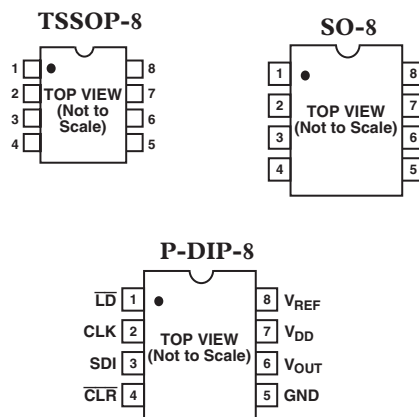 TSSOP-8
1 8
2 TOP VIEW 7
(Not to
3 Scale) 6
4 5
SO-8
1 8
2 TOP VIEW 7
3 (Not to Scale) 6
4 5
P-DIP-8
L̅D̅ 1 8 VREF
CLK 2 TOP VIEW 7 VDD
SDI 3 (Not to Scale) 6 VOUT
C̅L̅R̅ 4 5 GND